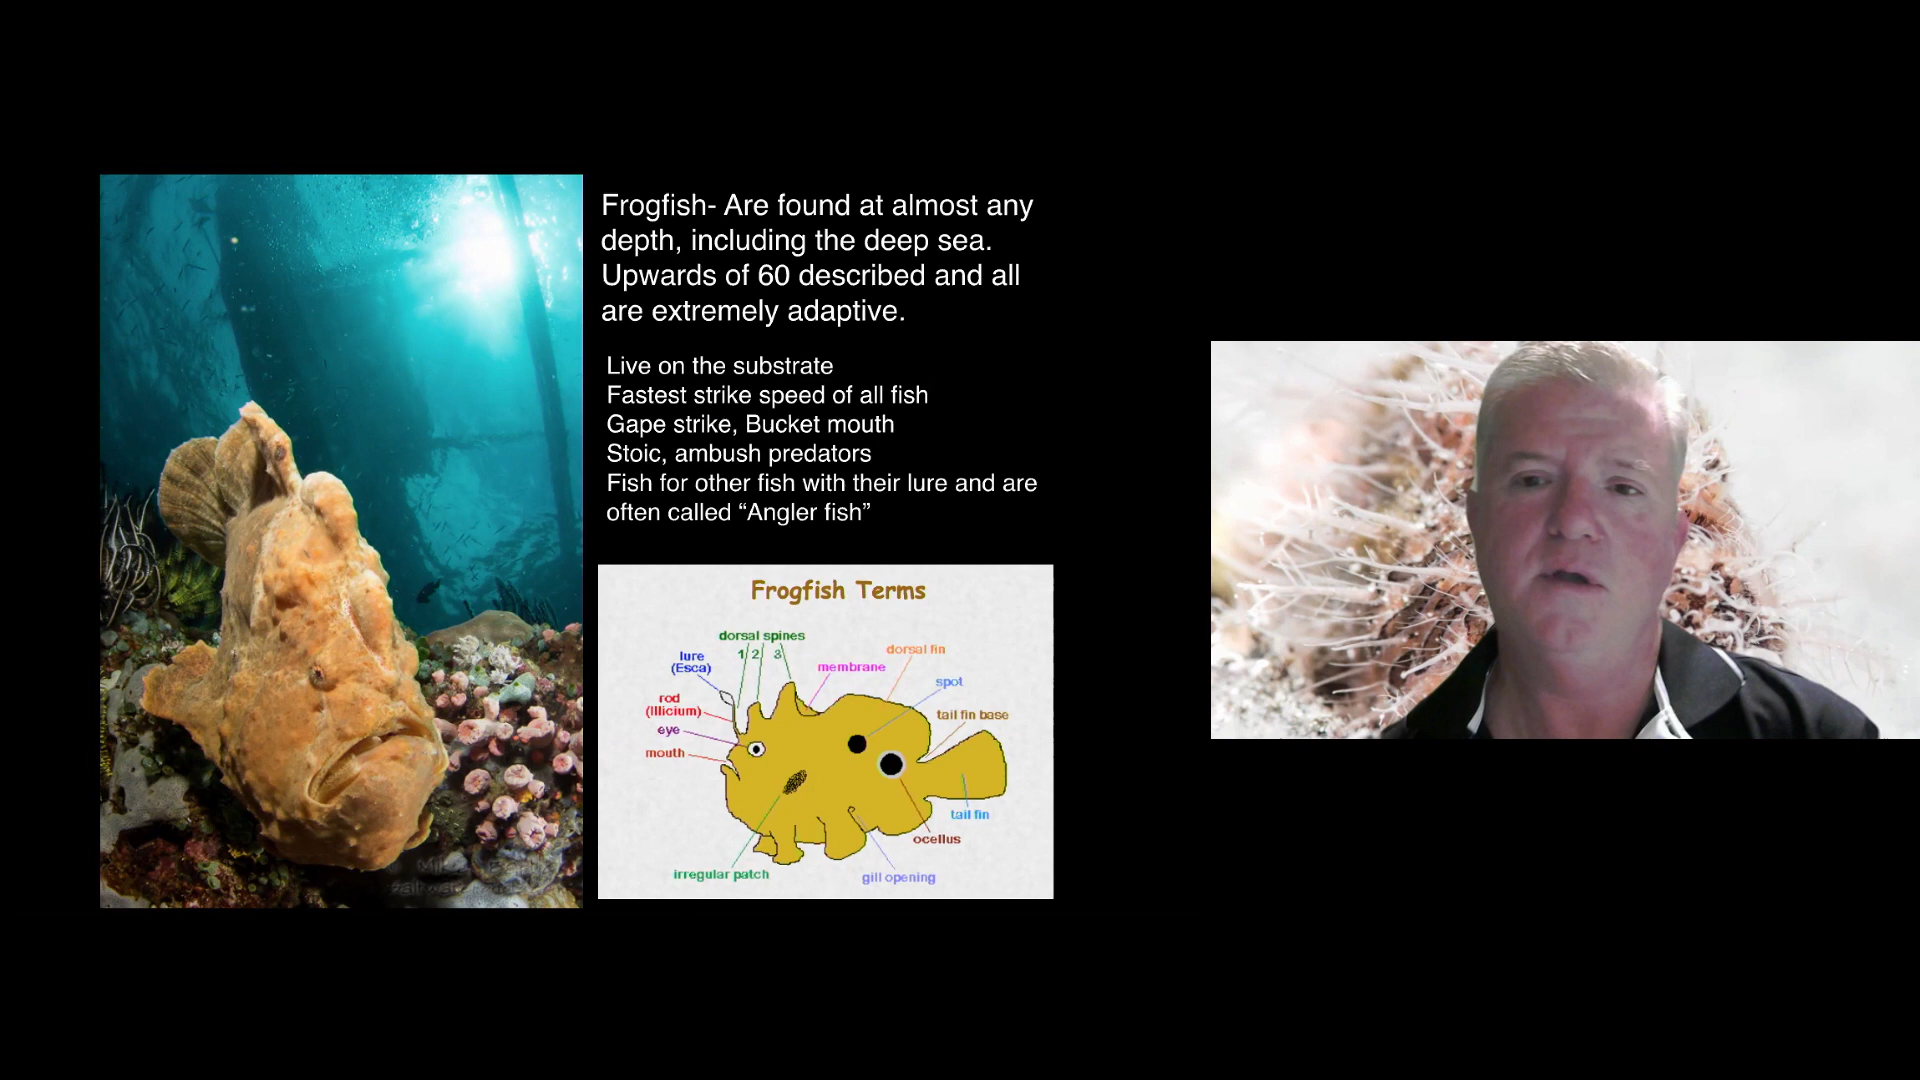 Frogfish- Are found at almost any
depth, including the deep sea.
Upwards of 60 described and all
are extremely adaptive.
Live on the substrate
Fastest strike speed of all fish
Gape strike, Bucket mouth
Stoic, ambush predators
Fish for other fish with their lure and are
often called “Angler fish”
Frogfish Terms
dorsal spines
1 2 3
lure
(Esca)
dorsal fin
membrane
spot
rod
(Illicium)
tail fin base
eye
mouth
tail fin
ocellus
irregular patch
gill opening